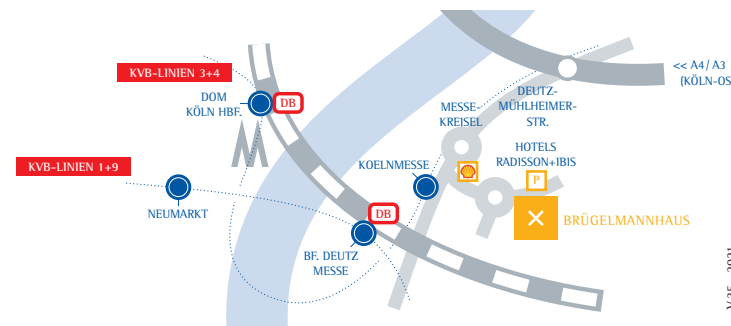 KVB-LINIEN 3+4
<< A4/A3
(KÖLN-OS
DOM
KÖLN HBF.
DB
MESSE-
KREISEL
DEUTZ-
MÜHLHEIMER-
STR.
HOTELS
RADISSON+IBIS
KVB-LINIEN 1+9
KOELNMESSE
P
NEUMARKT
DB
BRÜGELMANNHAUS
BF. DEUTZ
MESSE